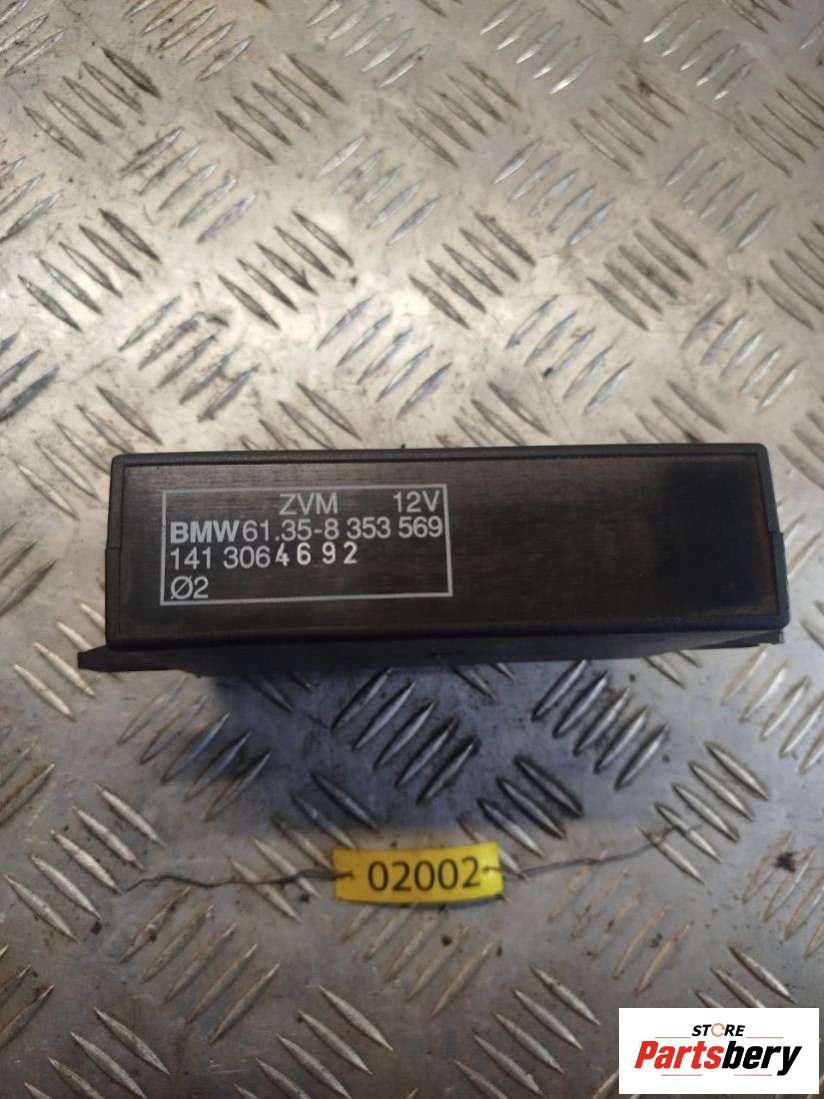 ZVM 12V
BMW 61.35-8 353 569
141 3064692
Ø2
02002
STORE
Partsbery